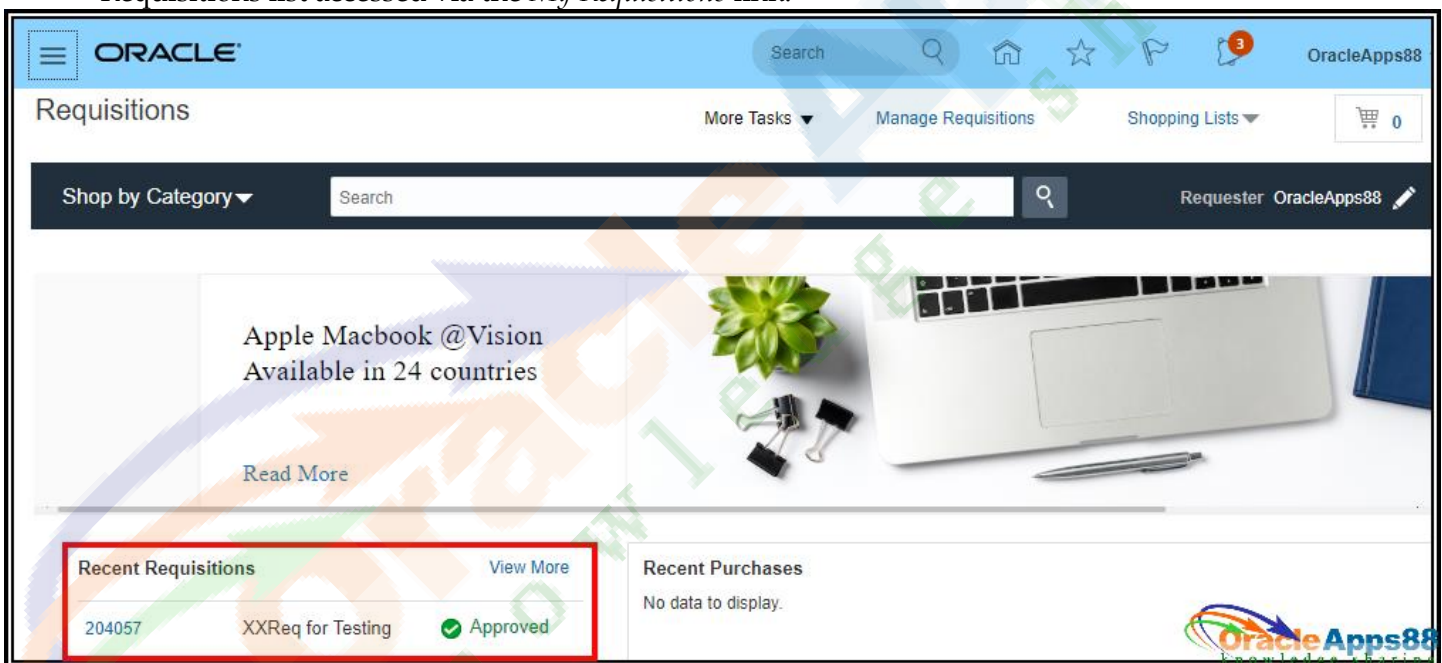 Requisitions list accessed via the My Requisitions link.
ORACLE
Search
3
OracleApps88
Requisitions
More Tasks
Manage Requisitions
Shopping Lists
0
Shop by Category
Search
Requester OracleApps88
Apple Macbook @Vision
Available in 24 countries
Read More
Recent Requisitions
View More
204057 XXReq for Testing Approved
Recent Purchases
No data to display.
OracleApps88
knowledge sharing